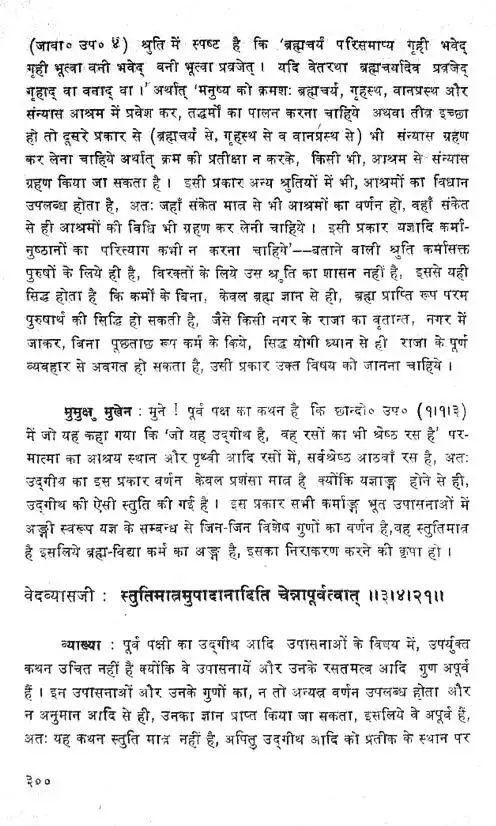 (जाबा० उप० ४) श्रुति में स्पष्ट है कि 'ब्रह्मचर्यं परिसमाप्य गृही भवेद्
गृही भूत्वा वनी भवेद् वनी भूत्वा प्रव्रजेत् । यदि वेतरथा ब्रह्मचर्यादेव प्रव्रजेद्
गृहाद् वा वनाद् वा ।' अर्थात् 'मनुष्य को क्रमशः ब्रह्मचर्य, गृहस्थ, वानप्रस्थ और
संन्यास आश्रम में प्रवेश कर, तद्धर्मों का पालन करना चाहिये अथवा तीव्र इच्छा
हो तो दूसरे प्रकार से (ब्रह्मचर्य से, गृहस्थ से व वानप्रस्थ से) भी संन्यास ग्रहण
कर लेना चाहिये अर्थात् क्रम की प्रतीक्षा न करके, किसी भी, आश्रम से संन्यास
ग्रहण किया जा सकता है । इसी प्रकार अन्य श्रुतियों में भी, आश्रमों का विधान
उपलब्ध होता है, अतः जहाँ संकेत मात्र से भी आश्रमों का वर्णन हो, वहाँ संकेत
से ही आश्रमों की विधि भी ग्रहण कर लेनी चाहिये । इसी प्रकार यज्ञादि कर्मा-
नुष्ठानों का परित्याग कभी न करना चाहिये'--बताने वाली श्रुति कर्मासक्त
पुरुषों के लिये ही है, विरक्तों के लिये उस श्रुति का शासन नहीं है, इससे यही
सिद्ध होता है कि कर्मों के बिना, केवल ब्रह्म ज्ञान से ही, ब्रह्म प्राप्ति रूप परम
पुरुषार्थ की सिद्धि हो सकती है, जैसे किसी नगर के राजा का वृतान्त, नगर में
जाकर, बिना पूछताछ रूप कर्म के किये, सिद्ध योगी ध्यान से ही राजा के पूर्ण
व्यवहार से अवगत हो सकता है, उसी प्रकार उक्त विषय को जानना चाहिये ।
मुमुक्षु मुखेन : मुने ! पूर्व पक्ष का कथन है कि छान्दो० उप० (१।१।३)
में जो यह कहा गया कि 'जो यह उद्गीथ है, वह रसों का भी श्रेष्ठ रस है' पर-
मात्मा का आश्रय स्थान और पृथ्वी आदि रसों में, सर्वश्रेष्ठ आठवाँ रस है, अतः
उद्गीथ का इस प्रकार वर्णन केवल प्रशंसा मात्र है क्योंकि यज्ञाङ्ग होने से ही,
उद्गीथ की ऐसी स्तुति की गई है । इस प्रकार सभी कर्माङ्ग भूत उपासनाओं में
अङ्गी स्वरूप यज्ञ के सम्बन्ध से जिन-जिन विशेष गुणों का वर्णन है,वह स्तुतिमात्र
है इसलिये ब्रह्म-विद्या कर्म का अङ्ग है, इसका निराकरण करने की कृपा हो ।
वेदव्यासजी : स्तुतिमात्रमुपादानादिति चेन्नापूर्वत्वात् ॥३।४।२१॥
व्याख्या : पूर्व पक्षी का उद्गीथ आदि उपासनाओं के विषय में, उपर्युक्त
कथन उचित नहीं है क्योंकि वे उपासनायें और उनके रसतमत्व आदि गुण अपूर्व
हैं । इन उपासनाओं और उनके गुणों का, न तो अन्यत्र वर्णन उपलब्ध होता और
न अनुमान आदि से ही, उनका ज्ञान प्राप्त किया जा सकता, इसलिये वे अपूर्व हैं,
अतः यह कथन स्तुति मात्र नहीं है, अपितु उद्गीथ आदि को प्रतीक के स्थान पर
३००